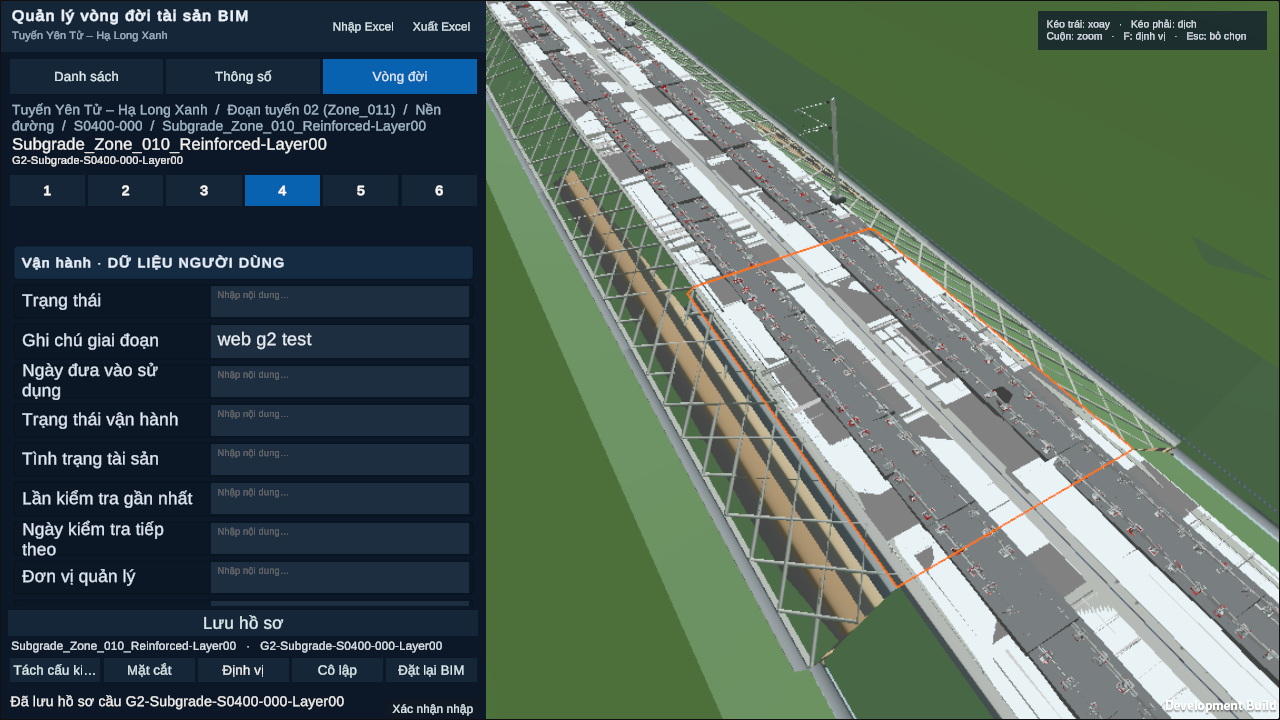 Quản lý vòng đời tài sản BIM
Tuyến Yên Tử – Hạ Long Xanh
Nhập Excel
Xuất Excel
Danh sách
Thông số
Vòng đời
Tuyến Yên Tử – Hạ Long Xanh / Đoạn tuyến 02 (Zone_011) / Nền
đường / S0400-000 / Subgrade_Zone_010_Reinforced-Layer00
Subgrade_Zone_010_Reinforced-Layer00
G2-Subgrade-S0400-000-Layer00
1
2
3
4
5
6
Vận hành · DỮ LIỆU NGƯỜI DÙNG
Trạng thái
Nhập nội dung...
Ghi chú giai đoạn
web g2 test
Ngày đưa vào sử
dụng
Nhập nội dung...
Trạng thái vận hành
Nhập nội dung...
Tình trạng tài sản
Nhập nội dung...
Lần kiểm tra gần nhất
Nhập nội dung...
Ngày kiểm tra tiếp
theo
Nhập nội dung...
Đơn vị quản lý
Nhập nội dung...
Lưu hồ sơ
Subgrade_Zone_010_Reinforced-Layer00 · G2-Subgrade-S0400-000-Layer00
Tách cấu ki...
Mặt cắt
Định vị
Cô lập
Đặt lại BIM
Đã lưu hồ sơ cầu G2-Subgrade-S0400-000-Layer00
Xác nhận nhập
Kéo trái: xoay · Kéo phải: dịch
Cuộn: zoom · F: định vị · Esc: bỏ chọn
Development Build